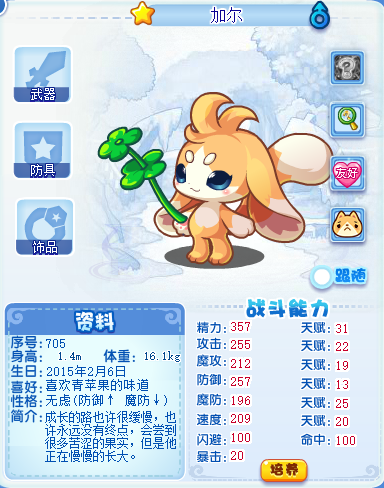 加尔
武器
防具
饰品
友好
跟随
资料
序号:705
身高: 1.4m 体重:16.1kg
生日:2015年2月6日
喜好:喜欢青苹果的味道
性格:无虑(防御↑ 魔防↓)
简介:成长的路也许很缓慢,也
许永远没有终点,会尝到
很多苦涩的果实,但是他
正在慢慢的长大。
战斗能力
精力:357 天赋:31
攻击:255 天赋:22
魔攻:212 天赋:19
防御:257 天赋:13
魔防:196 天赋:25
速度:209 天赋:20
闪避:100 命中:100
暴击:20
培养